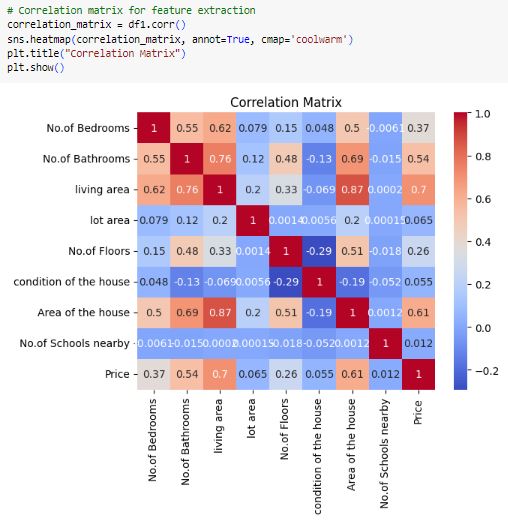 # Correlation matrix for feature extraction
correlation_matrix = df1.corr()
sns.heatmap(correlation_matrix, annot=True, cmap='coolwarm')
plt.title("Correlation Matrix")
plt.show()
Correlation Matrix
No.of Bedrooms 1 0.55 0.62 0.079 0.15 0.048 0.5 -0.0061 0.37
No.of Bathrooms 0.55 1 0.76 0.12 0.48 -0.13 0.69 -0.015 0.54
living area 0.62 0.76 1 0.2 0.33 -0.069 0.87 0.0002 0.7
lot area 0.079 0.12 0.2 1 0.0014 0.0056 0.2 0.00015 0.065
No.of Floors 0.15 0.48 0.33 0.0014 1 -0.29 0.51 -0.018 0.26
condition of the house 0.048 -0.13 -0.069 0.0056 -0.29 1 -0.19 -0.052 0.055
Area of the house 0.5 0.69 0.87 0.2 0.51 -0.19 1 0.0012 0.61
No.of Schools nearby -0.0061 -0.015 0.0002 0.00015 -0.018 -0.052 0.0012 1 0.012
Price 0.37 0.54 0.7 0.065 0.26 0.055 0.61 0.012 1
No.of Bedrooms
No.of Bathrooms
living area
lot area
No.of Floors
condition of the house
Area of the house
No.of Schools nearby
Price
1.0
0.8
0.6
0.4
0.2
0.0
−0.2